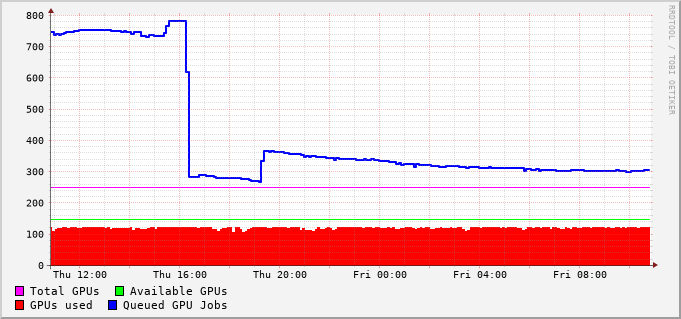 800
700
600
500
400
300
200
100
0
Thu 12:00 Thu 16:00 Thu 20:00 Fri 00:00 Fri 04:00 Fri 08:00
Total GPUs Available GPUs
GPUs used Queued GPU Jobs
RRDTOOL / TOBI OETIKER